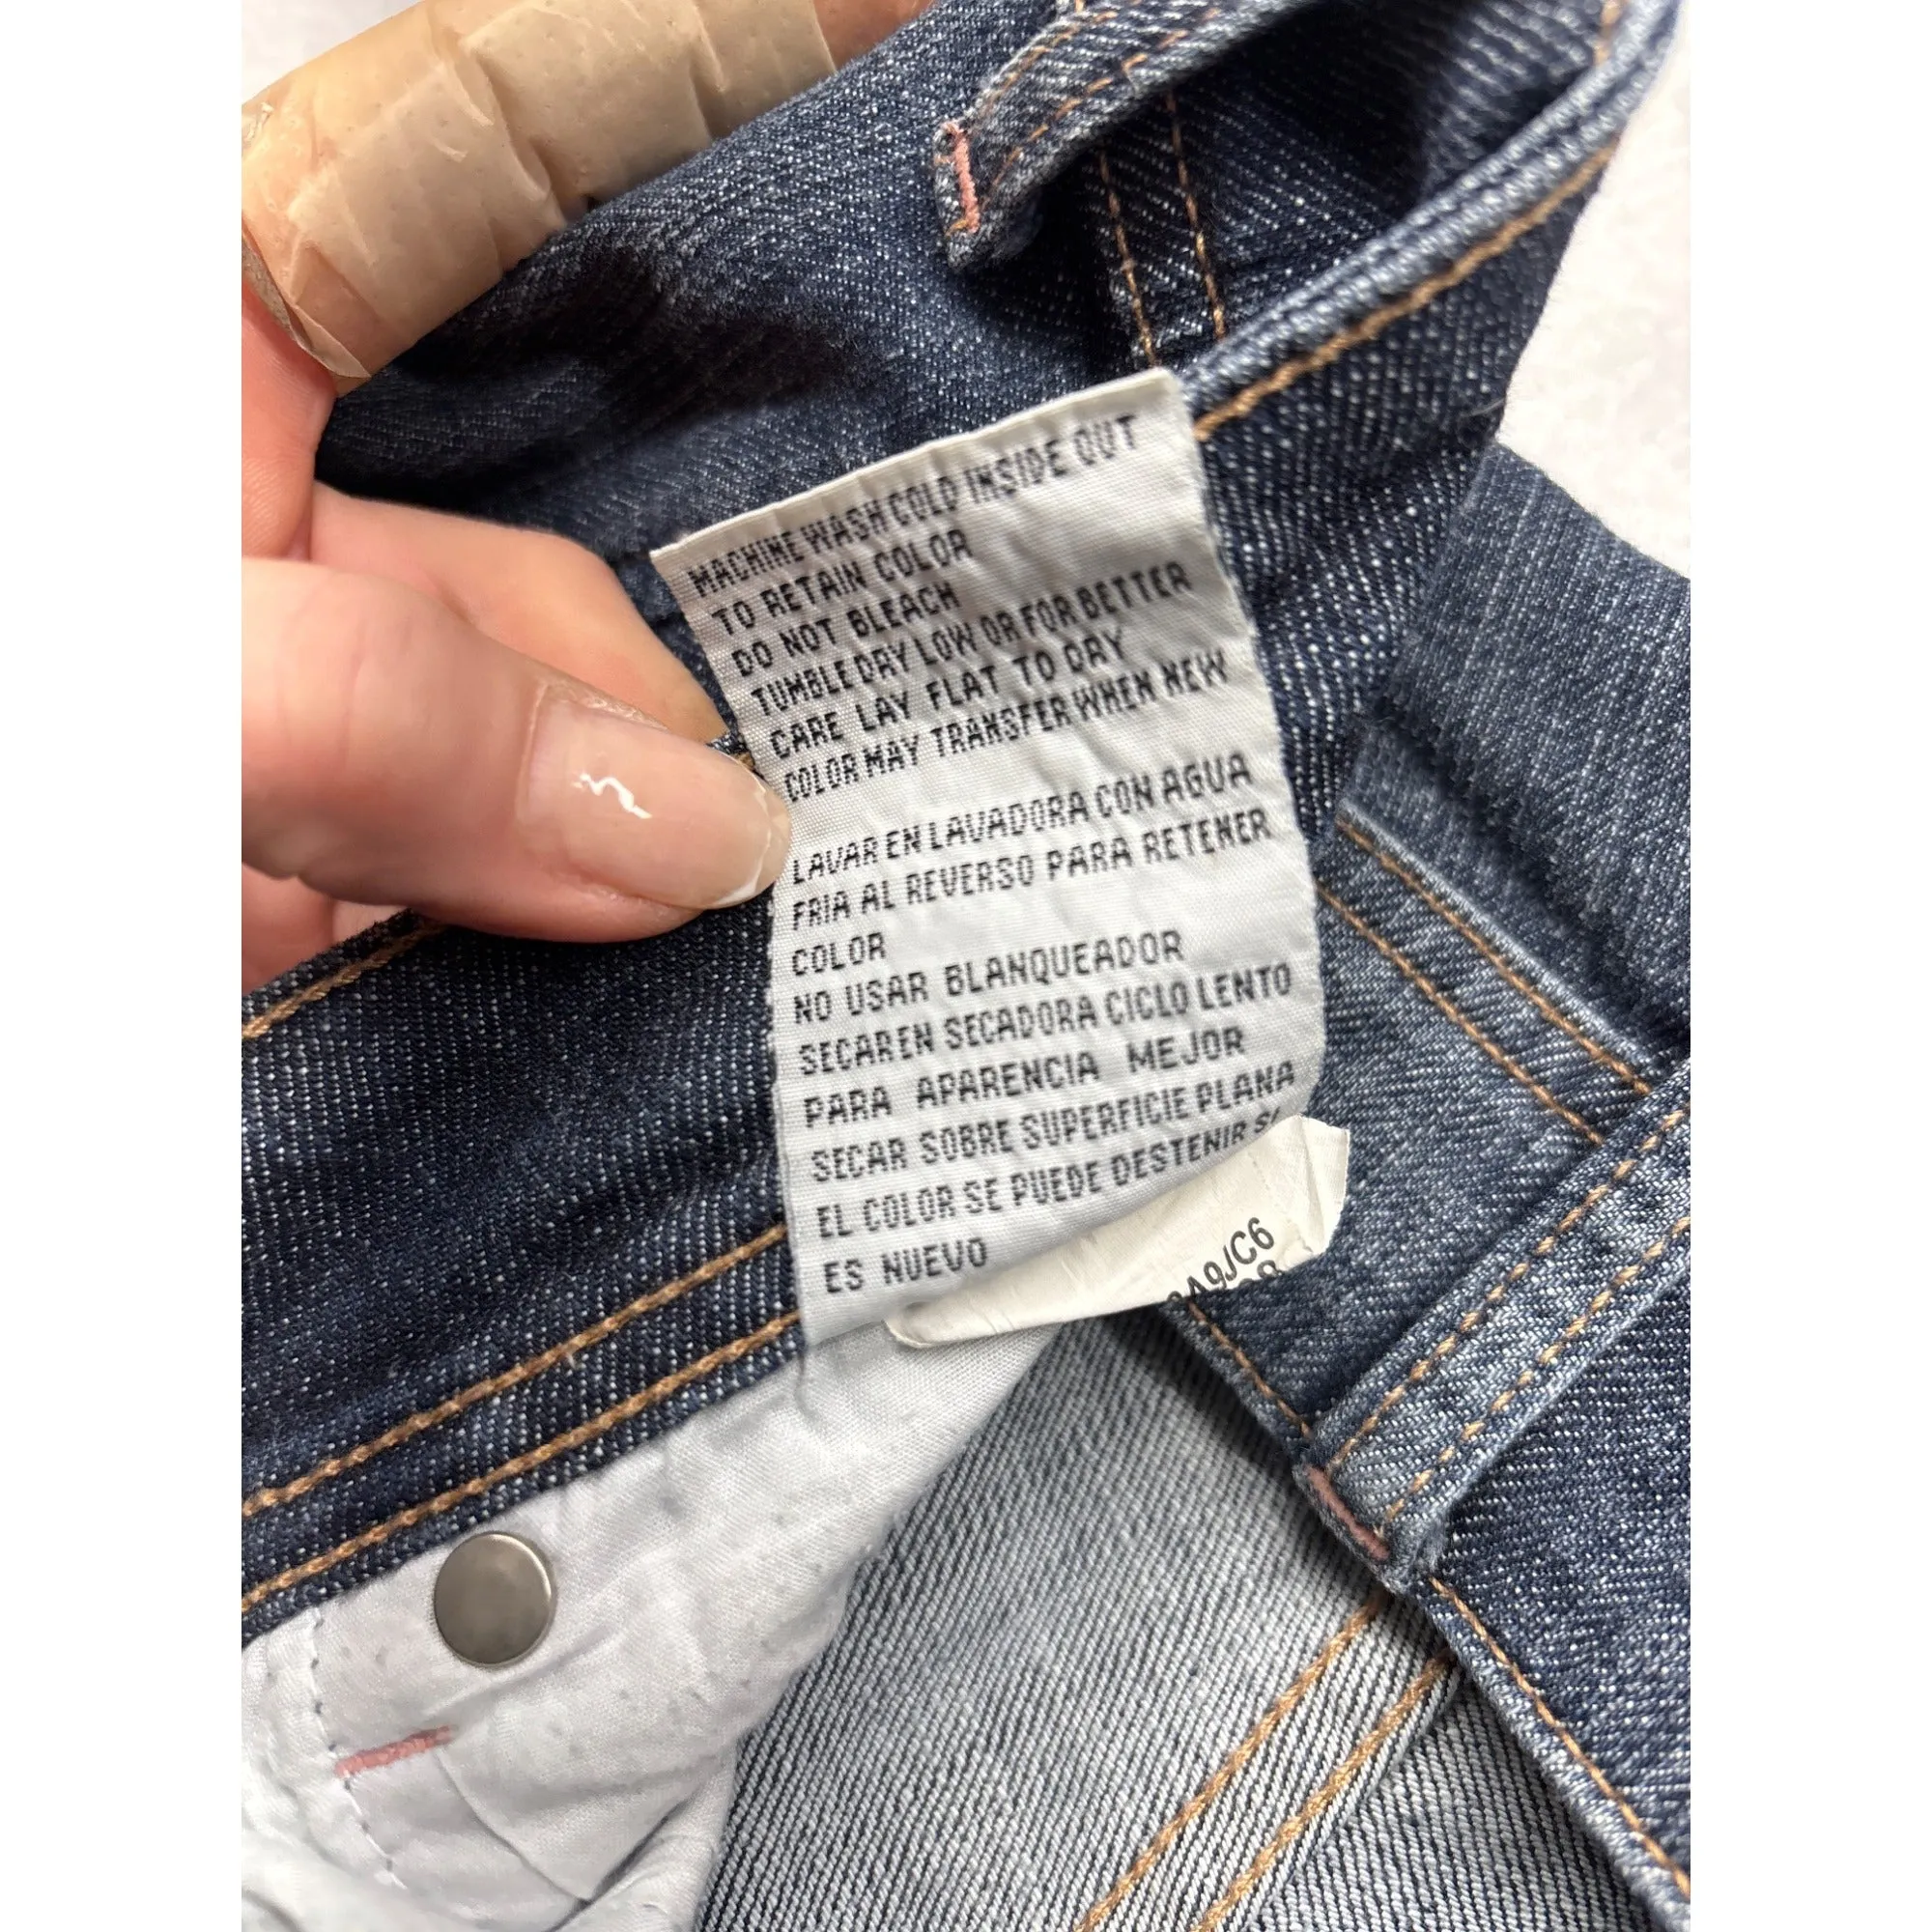 MACHINE WASH COLD INSIDE OUT
TO RETAIN COLOR
DO NOT BLEACH
TUMBLE DRY LOW OR FOR BETTER
CARE LAY FLAT TO DRY
COLOR MAY TRANSFER WHEN NEW
LAVAR EN LAVADORA CON AGUA
FRIA AL REVERSO PARA RETENER
COLOR
NO USAR BLANQUEADOR
SECAR EN SECADORA CICLO LENTO
PARA APARENCIA MEJOR
SECAR SOBRE SUPERFICIE PLANA
EL COLOR SE PUEDE DESTENIR S/
ES NUEVO